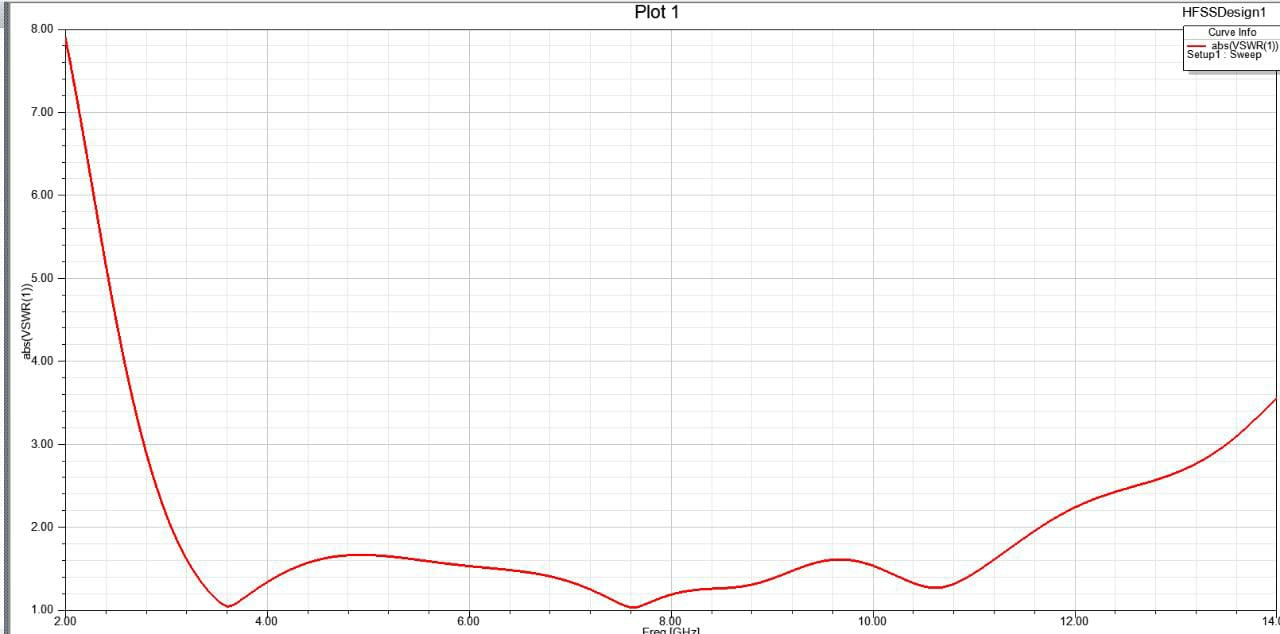 Plot 1
HFSSDesign1
Curve Info
abs(VSWR(1))
Setup1 : Sweep
8.00
7.00
6.00
5.00
4.00
3.00
2.00
1.00
abs(VSWR(1))
2.00 4.00 6.00 8.00 10.00 12.00 14.0
Freq [GHz]